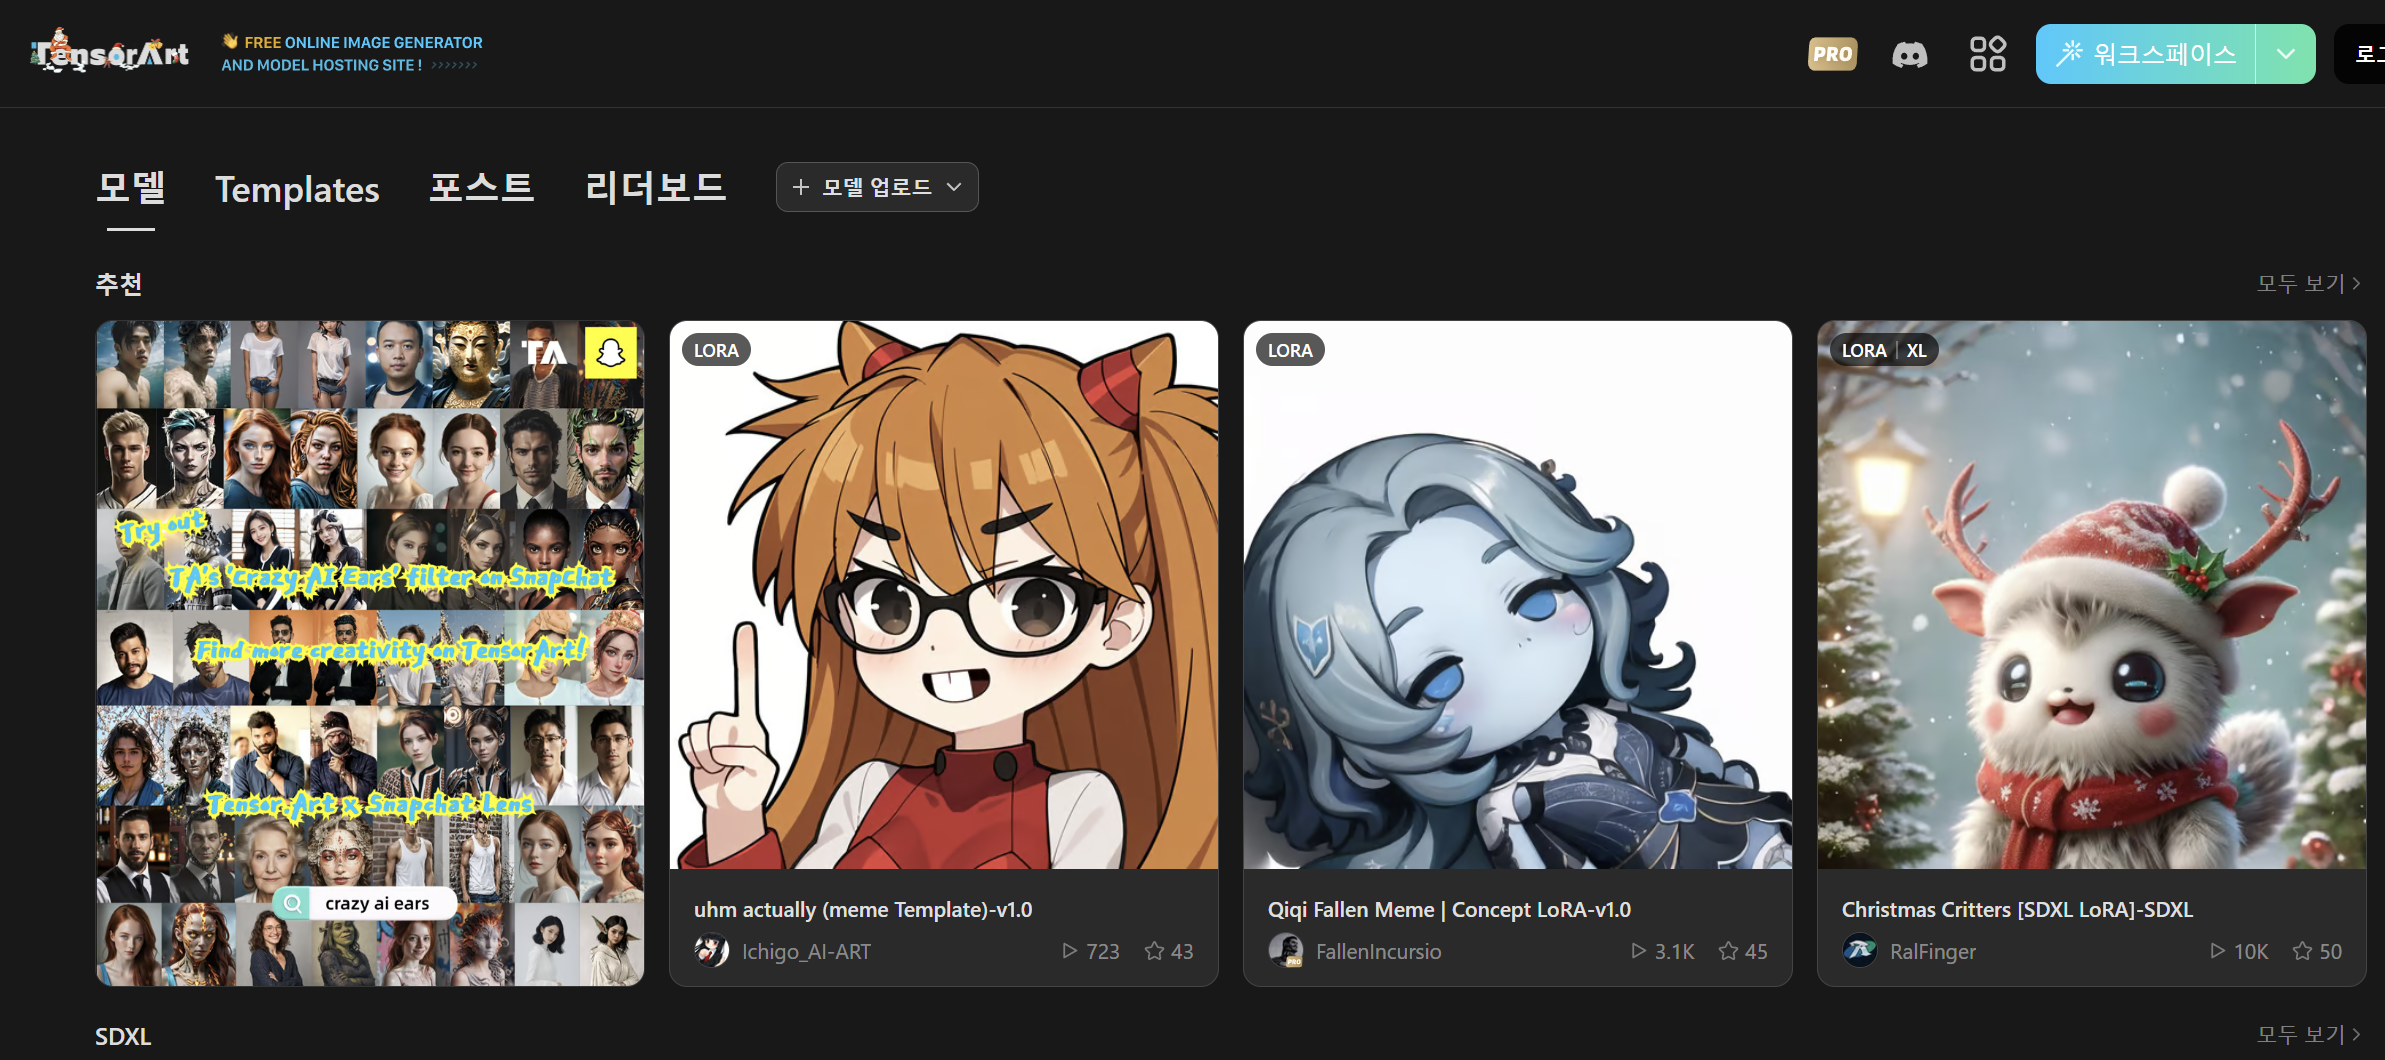 TensorArt
👋 FREE ONLINE IMAGE GENERATOR
AND MODEL HOSTING SITE ! >>>>>>>
PRO
워크스페이스
모델
Templates
포스트
리더보드
+ 모델 업로드
추천
모두 보기 >
TA
Try out
TA's 'crazy AI Ears' filter on Snapchat
Find more creativity on TensorArt!
Tensor Art x Snapchat Lens
crazy ai ears
LORA
uhm actually (meme Template)-v1.0
Ichigo_AI-ART
723
43
LORA
Qiqi Fallen Meme | Concept LoRA-v1.0
PRO
FallenIncursio
3.1K
45
LORA | XL
Christmas Critters [SDXL LoRA]-SDXL
RalFinger
10K
50
SDXL
모두 보기 >